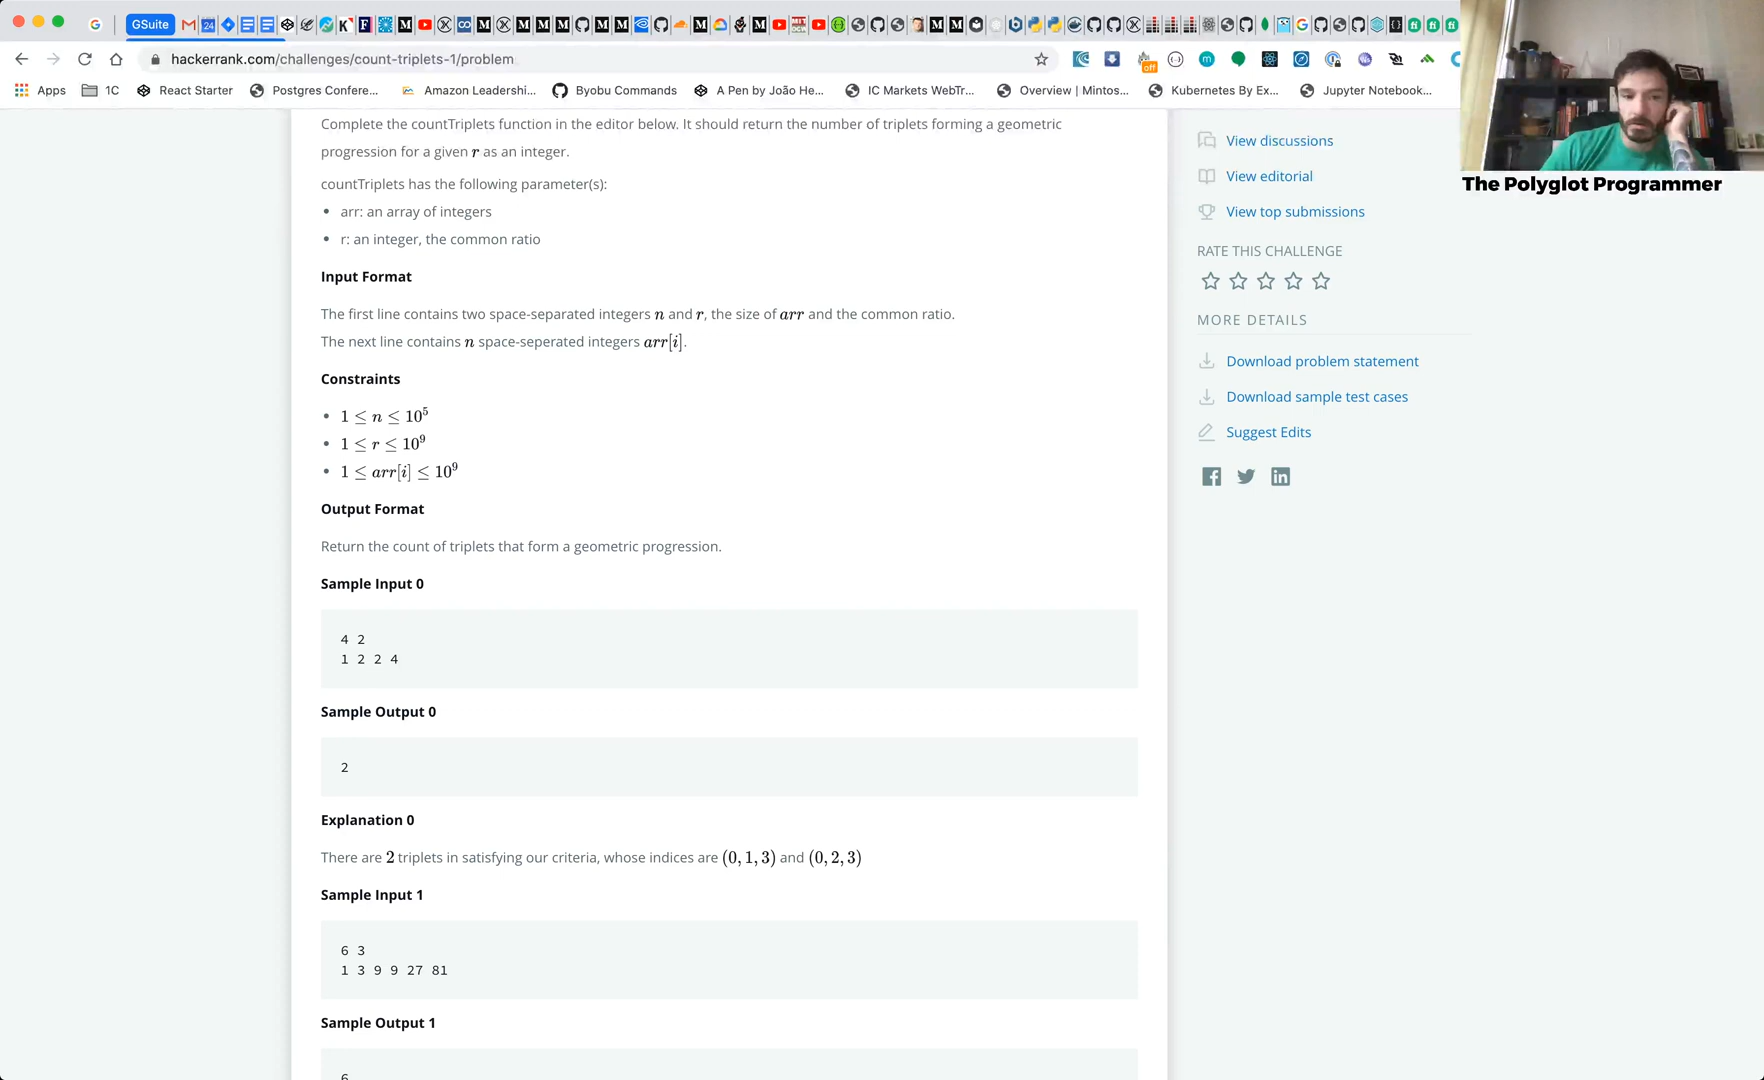 GSuite
24
hackerrank.com/challenges/count-triplets-1/problem
off
Apps
1C
React Starter
Postgres Confere...
Amazon Leadershi...
Byobu Commands
A Pen by João He...
IC Markets WebTr...
Overview | Mintos...
Kubernetes By Ex...
Jupyter Notebook...
The Polyglot Programmer
Complete the countTriplets function in the editor below. It should return the number of triplets forming a geometric
progression for a given r as an integer.
countTriplets has the following parameter(s):
• arr: an array of integers
• r: an integer, the common ratio
Input Format
The first line contains two space-separated integers n and r, the size of arr and the common ratio.
The next line contains n space-seperated integers arr[i].
Constraints
• 1 ≤ n ≤ 10⁵
• 1 ≤ r ≤ 10⁹
• 1 ≤ arr[i] ≤ 10⁹
Output Format
Return the count of triplets that form a geometric progression.
Sample Input 0
4 2
1 2 2 4
Sample Output 0
2
Explanation 0
There are 2 triplets in satisfying our criteria, whose indices are (0, 1, 3) and (0, 2, 3)
Sample Input 1
6 3
1 3 9 9 27 81
Sample Output 1
6
View discussions
View editorial
View top submissions
RATE THIS CHALLENGE
MORE DETAILS
Download problem statement
Download sample test cases
Suggest Edits